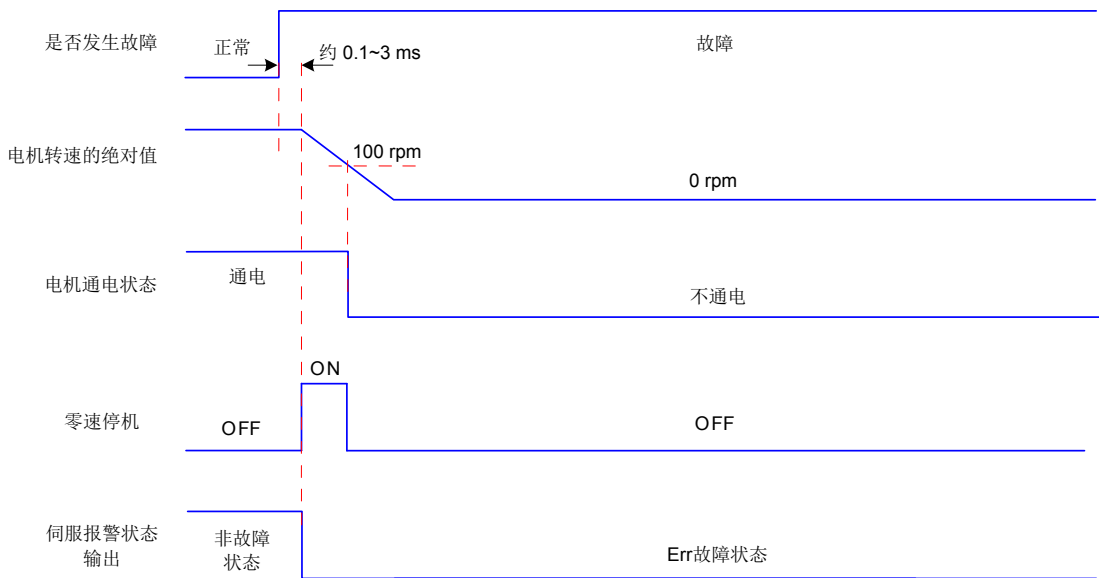 是否发生故障
正常
约 0.1~3 ms
故障
电机转速的绝对值
100 rpm
0 rpm
电机通电状态
通电
不通电
零速停机
OFF
ON
OFF
伺服报警状态
输出
非故障
状态
Err故障状态